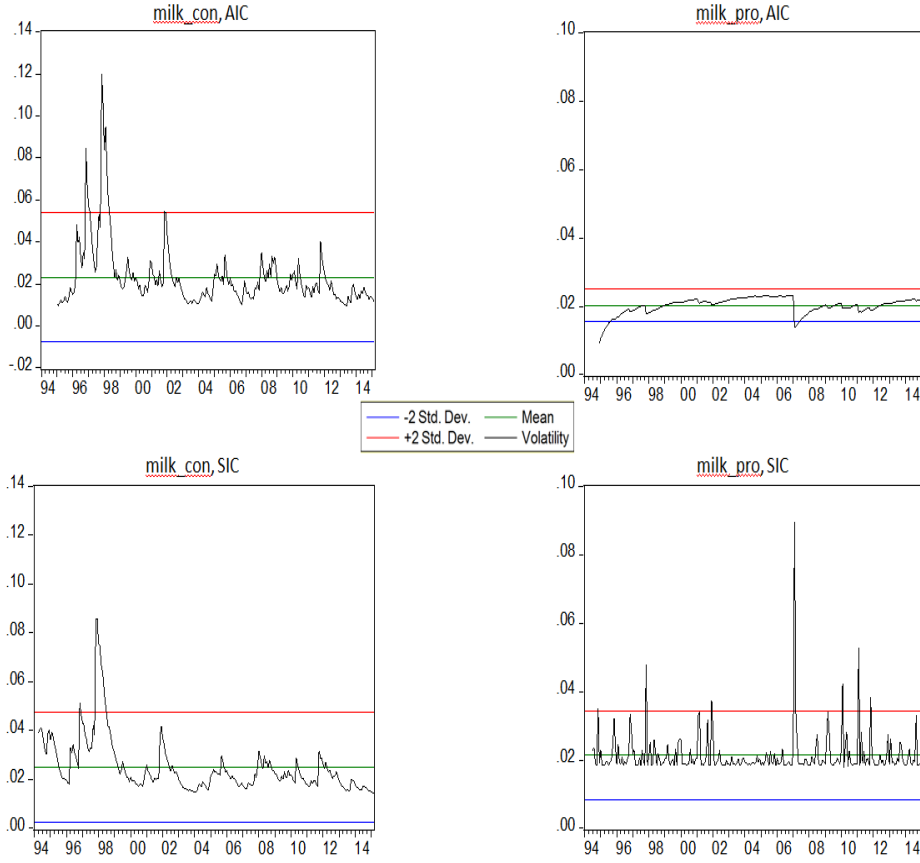 milk_con, AIC
.14
.12
.10
.08
.06
.04
.02
.00
-.02
94 96 98 00 02 04 06 08 10 12 14
milk_pro, AIC
.10
.08
.06
.04
.02
.00
94 96 98 00 02 04 06 08 10 12 14
-2 Std. Dev. Mean
+2 Std. Dev. Volatility
milk_con, SIC
.14
.12
.10
.08
.06
.04
.02
.00
94 96 98 00 02 04 06 08 10 12 14
milk_pro, SIC
.10
.08
.06
.04
.02
.00
94 96 98 00 02 04 06 08 10 12 14